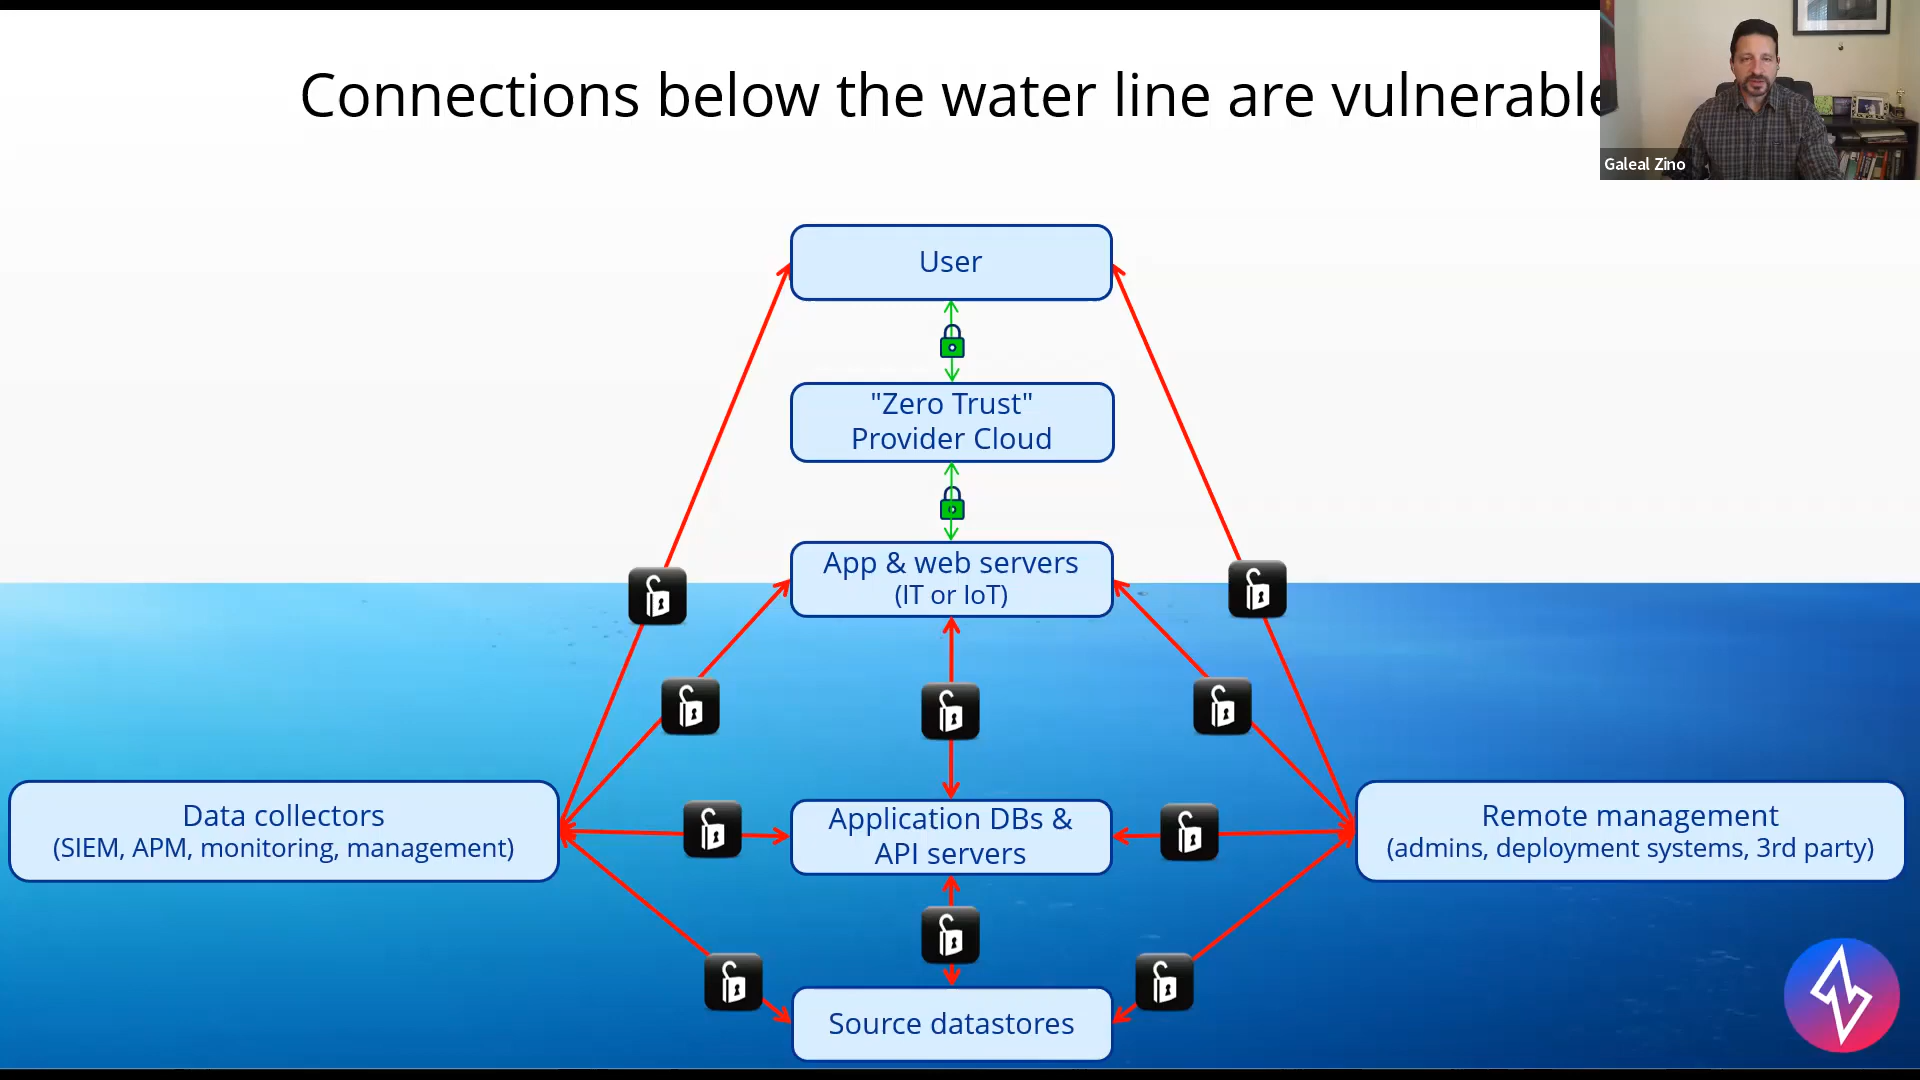 Connections below the water line are vulnerable
Galeal Zino
User
"Zero Trust"
Provider Cloud
App & web servers
(IT or IoT)
Data collectors
(SIEM, APM, monitoring, management)
Application DBs &
API servers
Remote management
(admins, deployment systems, 3rd party)
Source datastores